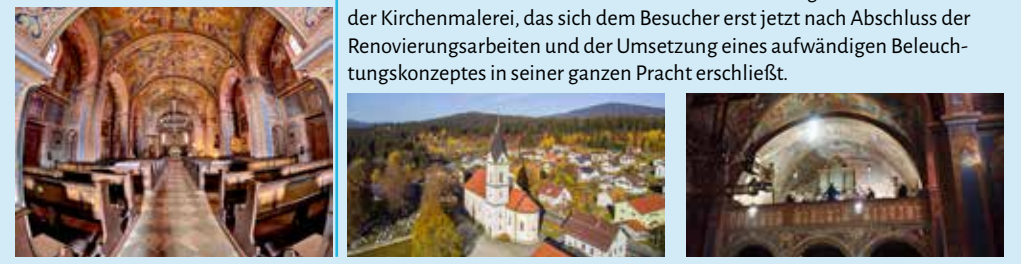 der Kirchenmalerei, das sich dem Besucher erst jetzt nach Abschluss der
Renovierungsarbeiten und der Umsetzung eines aufwändigen Beleuch-
tungskonzeptes in seiner ganzen Pracht erschließt.